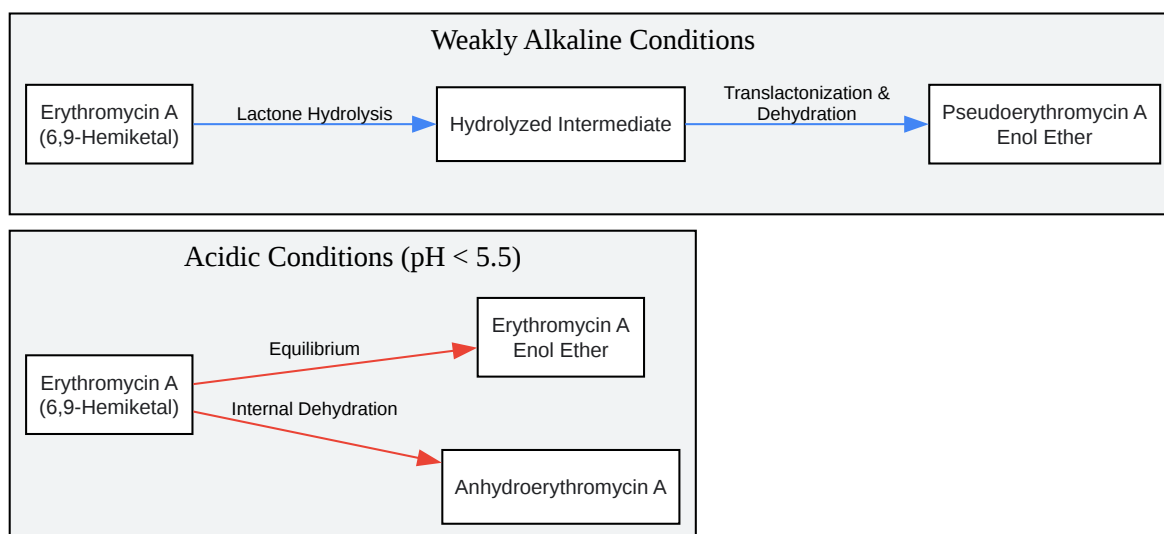 Weakly Alkaline Conditions
Erythromycin A
(6,9-Hemiketal)
Lactone Hydrolysis
Hydrolyzed Intermediate
Translactonization &
Dehydration
Pseudoerythromycin A
Enol Ether
Acidic Conditions (pH < 5.5)
Erythromycin A
(6,9-Hemiketal)
Equilibrium
Erythromycin A
Enol Ether
Internal Dehydration
Anhydroerythromycin A